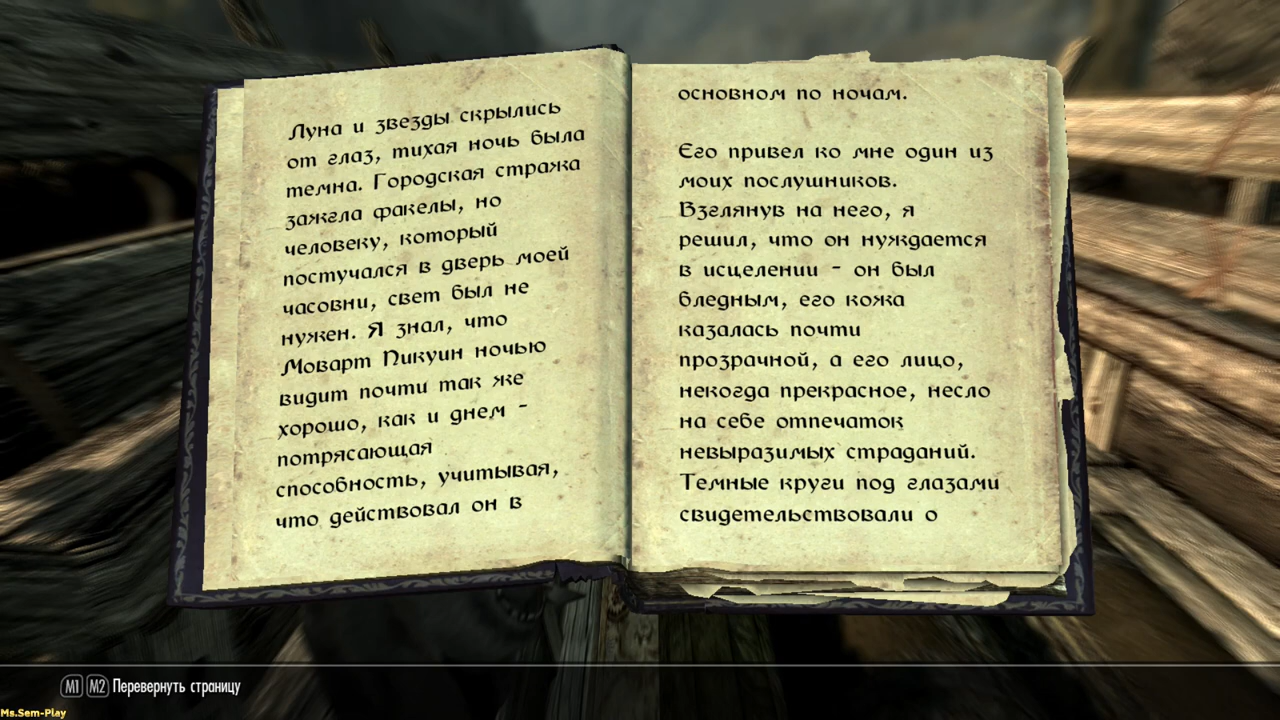 Луна и звезды скрылись
от глаз, тихая ночь была
темна. Городская стража
зажгла факелы, но
человеку, который
постучался в дверь моей
часовни, свет был не
нужен. Я знал, что
Моварт Пикуин ночью
видит почти так же
хорошо, как и днем -
потрясающая
способность, учитывая,
что действовал он в
основном по ночам.
Его привел ко мне один из
моих послушников.
Взглянув на него, я
решил, что он нуждается
в исцелении - он был
бледным, его кожа
казалась почти
прозрачной, а его лицо,
некогда прекрасное, несло
на себе отпечаток
невыразимых страданий.
Темные круги под глазами
свидетельствовали о
M1 M2 Перевернуть страницу
Ms.Sem-Play